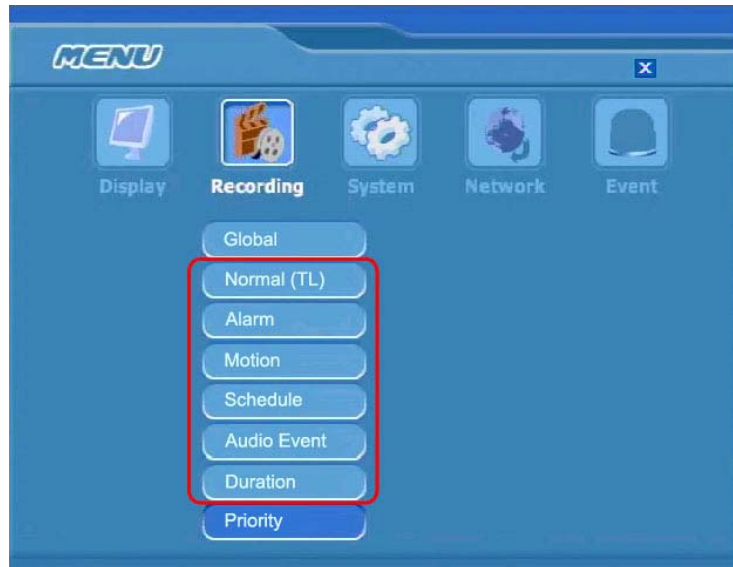 MENU
X
Display Recording System Network Event
Global
Normal (TL)
Alarm
Motion
Schedule
Audio Event
Duration
Priority